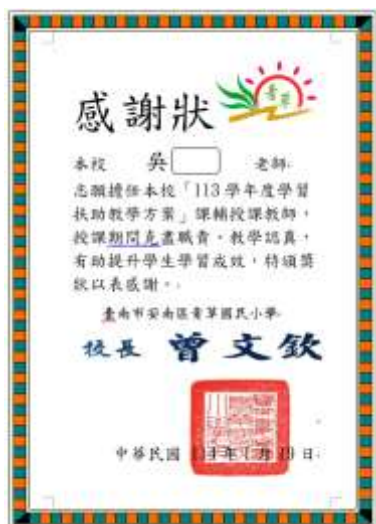 感謝狀
青草
本校 吳 老師
志願擔任本校「113學年度學習
扶助教學方案」課輔授課教師，
授課期間克盡職責，教學認真，
有助提升學生學習成效，特頒獎
狀以表感謝。
臺南市安南區青草國民小學
校長 曾文欽
中華民國 年 月 日